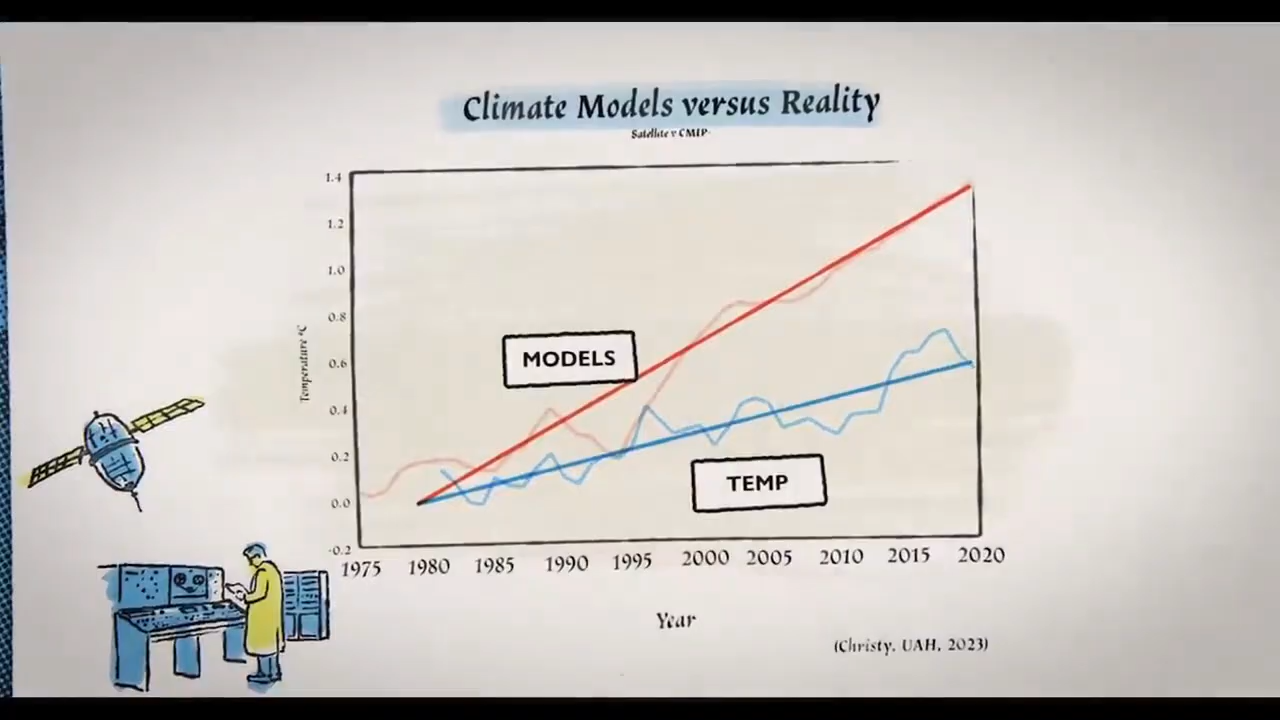 Climate Models versus Reality
Satellite v CMIP
1.4
1.2
1.0
0.8
0.6
0.4
0.2
0.0
-0.2
Temperature °C
MODELS
TEMP
1975 1980 1985 1990 1995 2000 2005 2010 2015 2020
Year
(Christy, UAH, 2023)